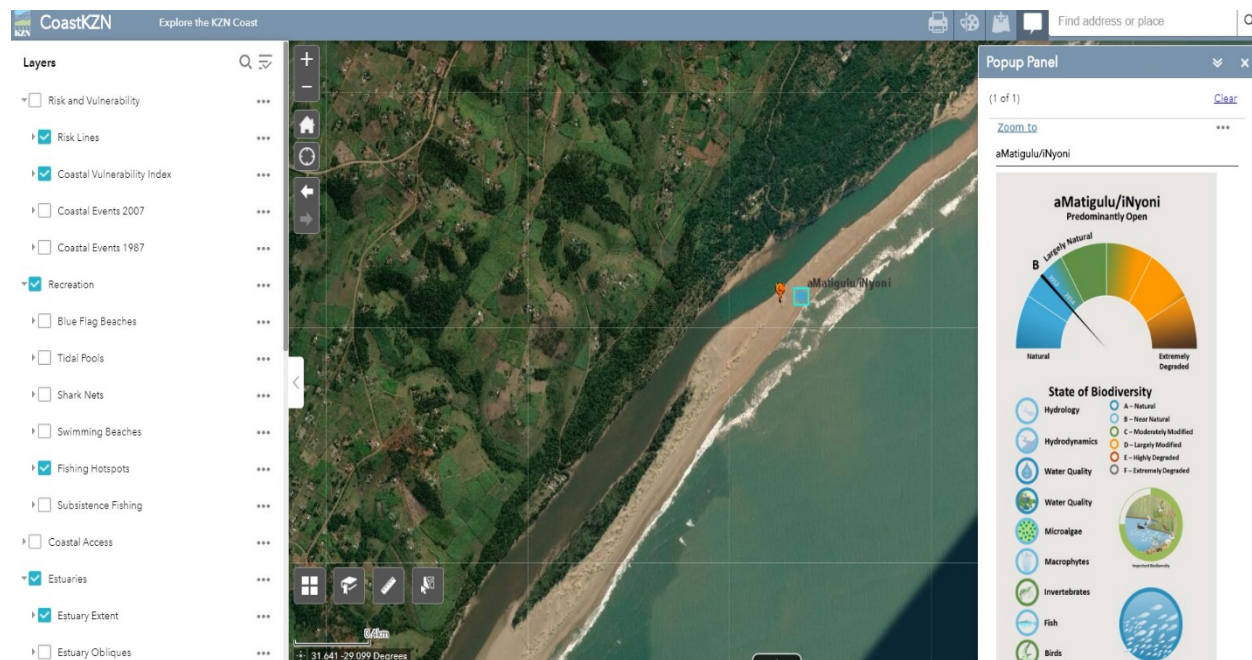 CoastKZN
Explore the KZN Coast
Find address or place
KZN
Layers
Risk and Vulnerability
Risk Lines
Coastal Vulnerability Index
Coastal Events 2007
Coastal Events 1987
Recreation
Blue Flag Beaches
Tidal Pools
Shark Nets
Swimming Beaches
Fishing Hotspots
Subsistence Fishing
Coastal Access
Estuaries
Estuary Extent
Estuary Obliques
aMatigulu/iNyoni
0.4km
31.641 -29.099 Degrees
Popup Panel
(1 of 1)
Clear
Zoom to
aMatigulu/iNyoni
aMatigulu/iNyoni
Predominantly Open
B
Largely Natural
Natural
Extremely
Degraded
State of Biodiversity
Hydrology
Hydrodynamics
Water Quality
Water Quality
Microalgae
Macrophytes
Invertebrates
Fish
Birds
A – Natural
B – Near Natural
C – Moderately Modified
D – Largely Modified
E – Highly Degraded
F – Extremely Degraded
Important Biodiversity